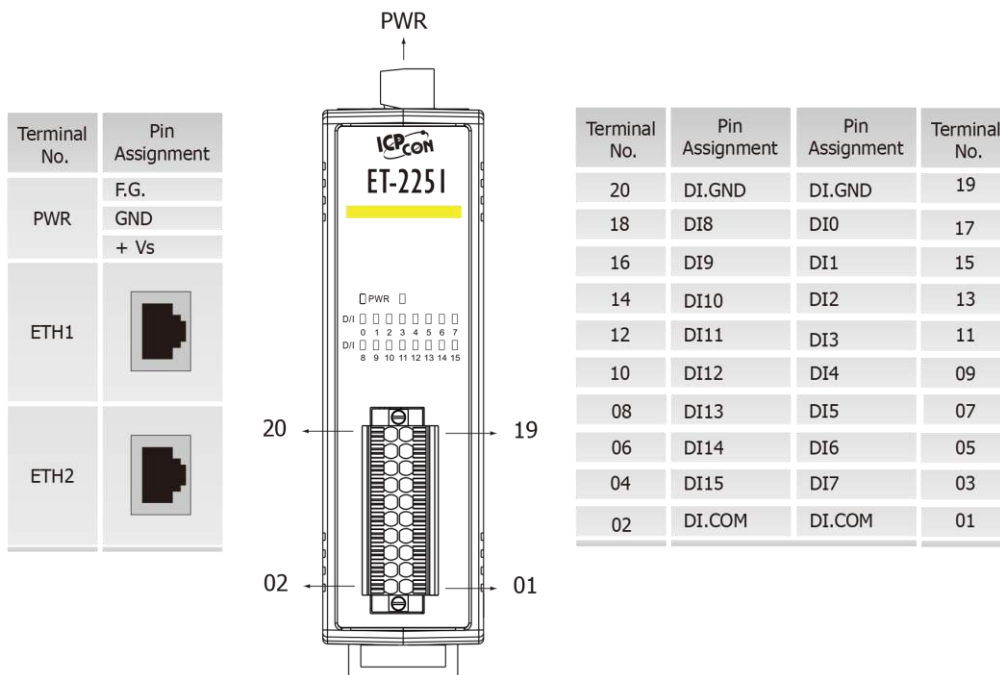 PWR
Terminal No. Pin Assignment
PWR F.G.
GND
+ Vs
ETH1
ETH2
ICP CON
ET-2251
PWR
D/I
0 1 2 3 4 5 6 7
D/I
8 9 10 11 12 13 14 15
20 19
02 01
Terminal No. Pin Assignment Pin Assignment Terminal No.
20 DI.GND DI.GND 19
18 DI8 DI0 17
16 DI9 DI1 15
14 DI10 DI2 13
12 DI11 DI3 11
10 DI12 DI4 09
08 DI13 DI5 07
06 DI14 DI6 05
04 DI15 DI7 03
02 DI.COM DI.COM 01